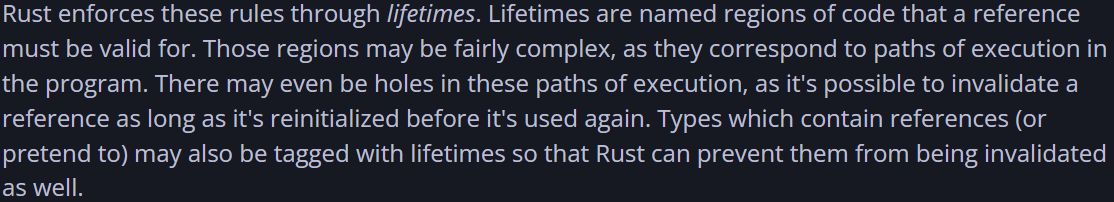 Rust enforces these rules through lifetimes. Lifetimes are named regions of code that a reference
must be valid for. Those regions may be fairly complex, as they correspond to paths of execution in
the program. There may even be holes in these paths of execution, as it's possible to invalidate a
reference as long as it's reinitialized before it's used again. Types which contain references (or
pretend to) may also be tagged with lifetimes so that Rust can prevent them from being invalidated
as well.